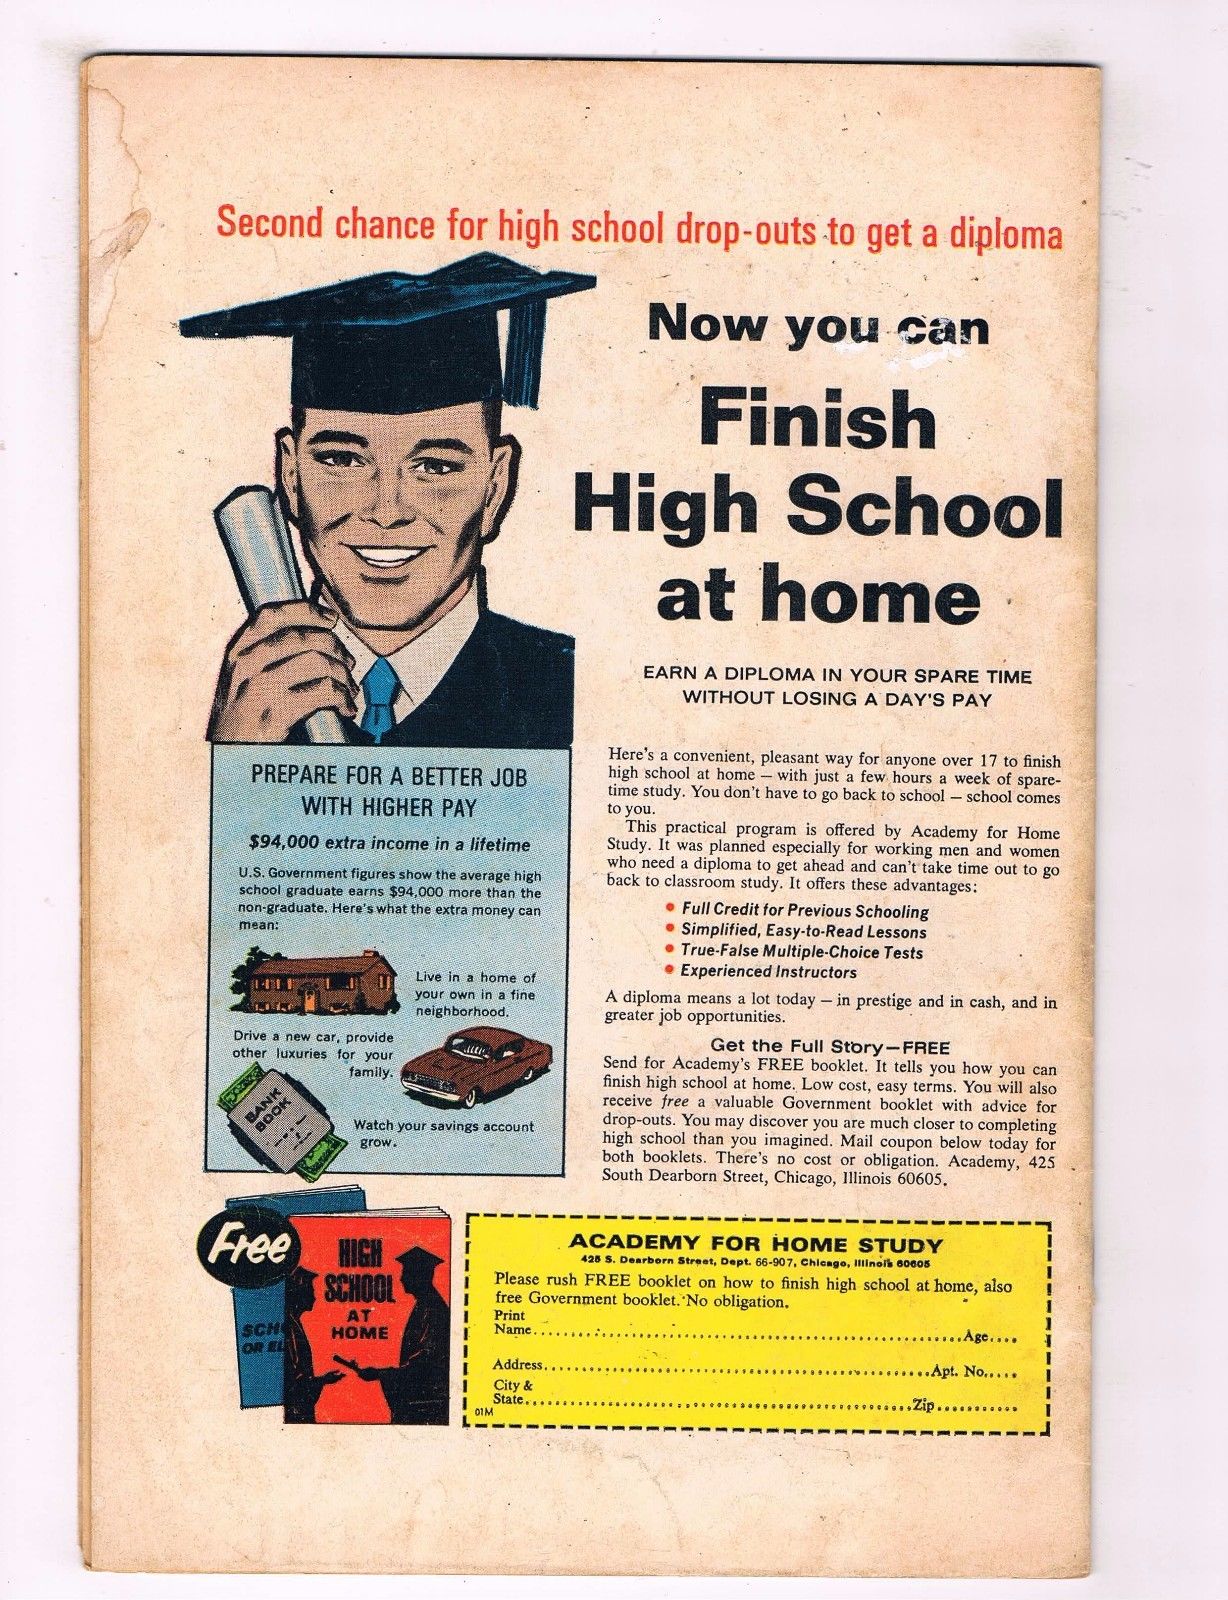 Second chance for high school drop-outs to get a diploma
Now you can
Finish
High School
at home
EARN A DIPLOMA IN YOUR SPARE TIME
WITHOUT LOSING A DAY'S PAY
PREPARE FOR A BETTER JOB
WITH HIGHER PAY
$94,000 extra income in a lifetime
U.S. Government figures show the average high
school graduate earns $94,000 more than the
non-graduate. Here's what the extra money can
mean:
Live in a home of
your own in a fine
neighborhood.
Drive a new car, provide
other luxuries for your
family.
BANK
BOOK
Watch your savings account
grow.
Here's a convenient, pleasant way for anyone over 17 to finish
high school at home — with just a few hours a week of spare-
time study. You don't have to go back to school — school comes
to you.
This practical program is offered by Academy for Home
Study. It was planned especially for working men and women
who need a diploma to get ahead and can't take time out to go
back to classroom study. It offers these advantages:
• Full Credit for Previous Schooling
• Simplified, Easy-to-Read Lessons
• True-False Multiple-Choice Tests
• Experienced Instructors
A diploma means a lot today — in prestige and in cash, and in
greater job opportunities.
Get the Full Story—FREE
Send for Academy's FREE booklet. It tells you how you can
finish high school at home. Low cost, easy terms. You will also
receive free a valuable Government booklet with advice for
drop-outs. You may discover you are much closer to completing
high school than you imagined. Mail coupon below today for
both booklets. There's no cost or obligation. Academy, 425
South Dearborn Street, Chicago, Illinois 60605.
Free
HIGH
SCHOOL
AT
HOME
SCH
OR EL
ACADEMY FOR HOME STUDY
425 S. Dearborn Street, Dept. 66-907, Chicago, Illinois 60605
Please rush FREE booklet on how to finish high school at home, also
free Government booklet. No obligation.
Print
Name.................Age....
Address.................Apt. No.....
City &
State.................Zip...........
01M